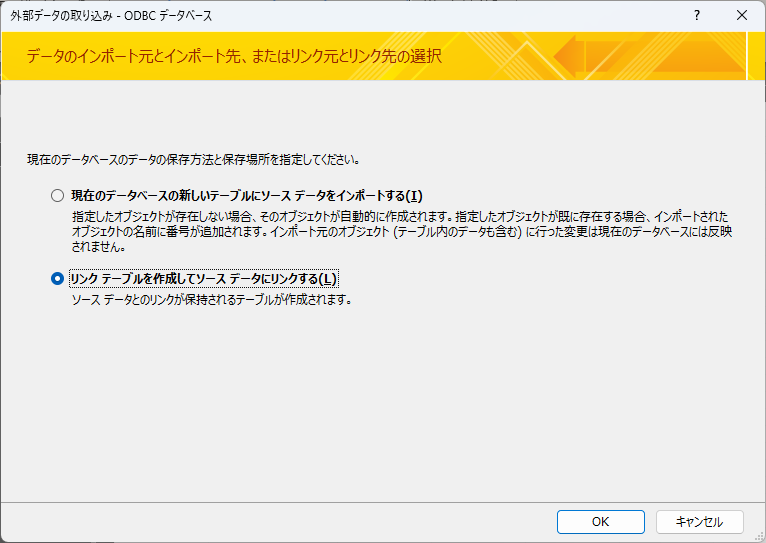 外部データの取り込み - ODBC データベース
データのインポート元とインポート先、またはリンク元とリンク先の選択
現在のデータベースのデータの保存方法と保存場所を指定してください。
現在のデータベースの新しいテーブルにソース データをインポートする(I)
指定したオブジェクトが存在しない場合、そのオブジェクトが自動的に作成されます。指定したオブジェクトが既に存在する場合、インポートされた
オブジェクトの名前に番号が追加されます。インポート元のオブジェクト (テーブル内のデータも含む) に行った変更は現在のデータベースには反映
されません。
リンク テーブルを作成してソース データにリンクする(L)
ソース データとのリンクが保持されるテーブルが作成されます。
OK
キャンセル